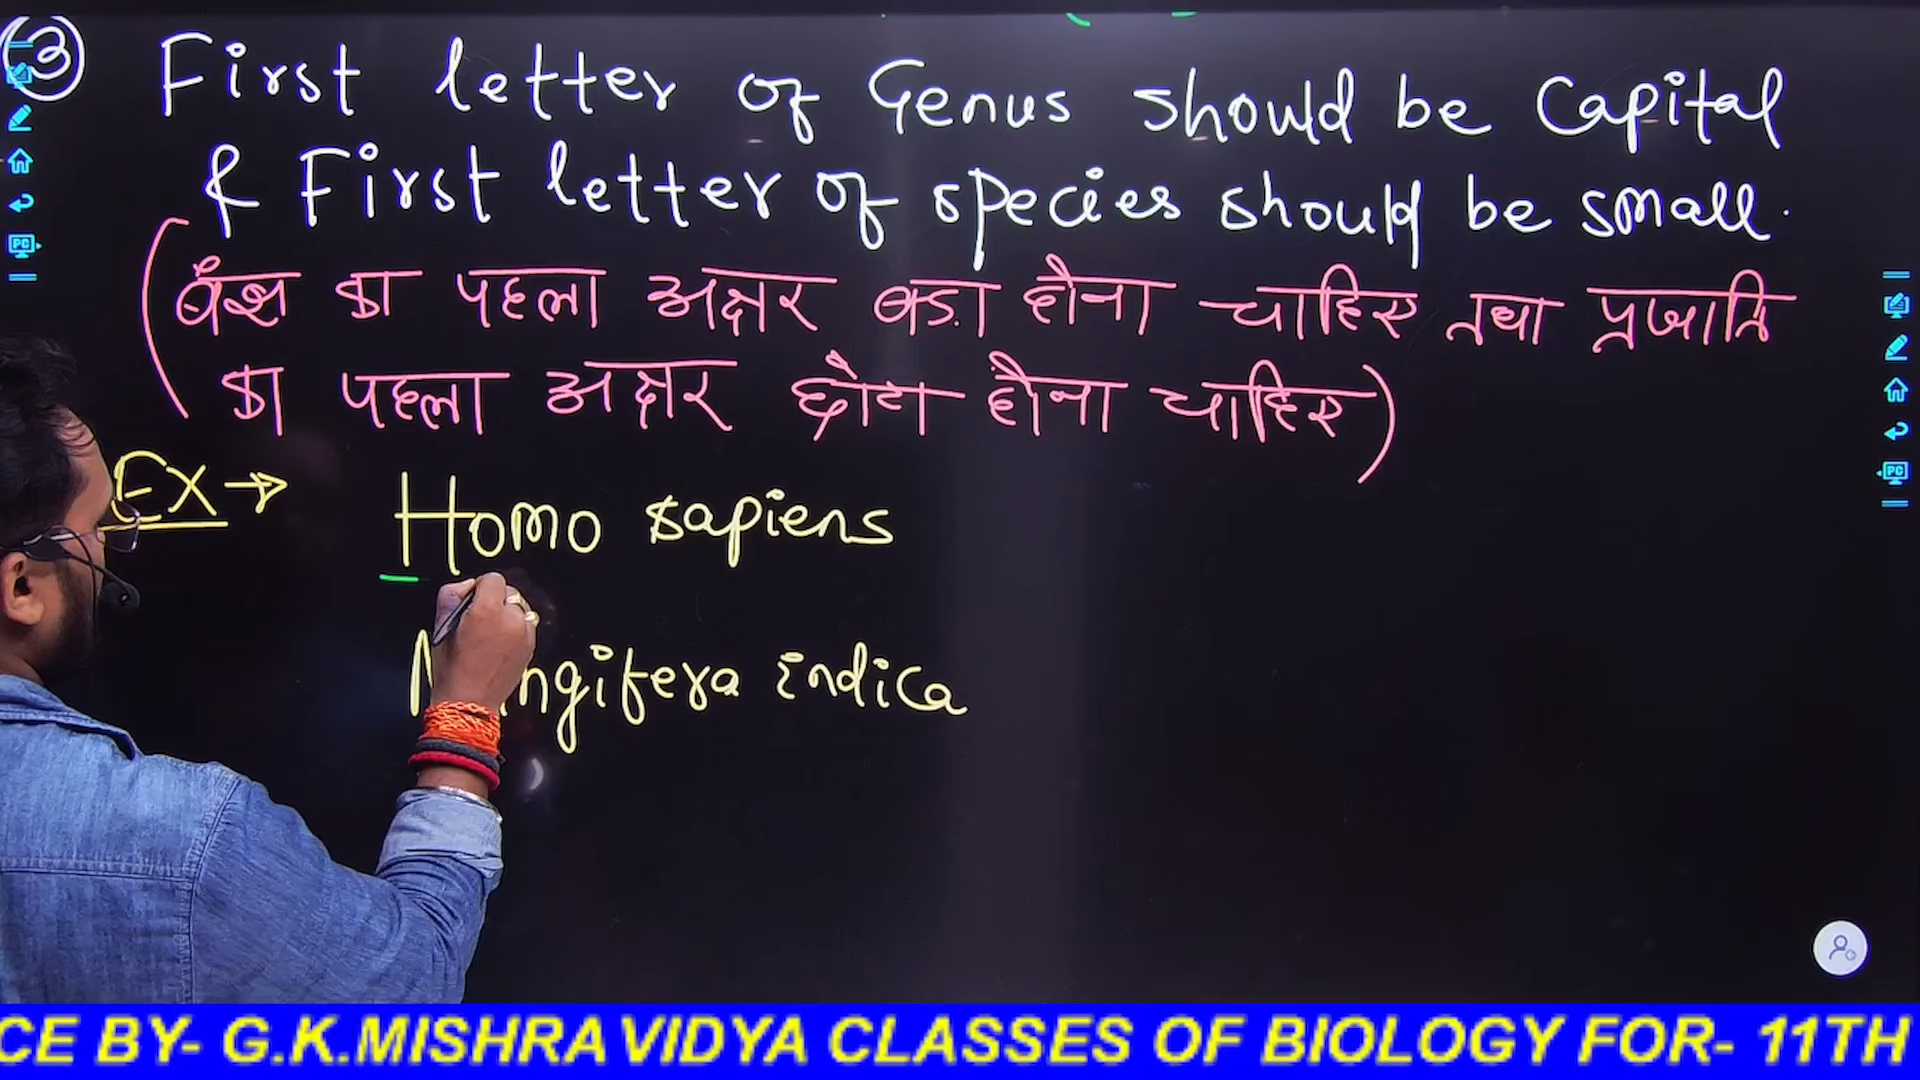 3 First letter of Genus should be Capital
& First letter of species should be small.
(वंश का पहला अक्षर बड़ा होना चाहिए तथा प्रजाति
का पहला अक्षर छोटा होना चाहिए)
EX → Homo sapiens
indica
CE BY- G.K.MISHRA VIDYA CLASSES OF BIOLOGY FOR- 11TH